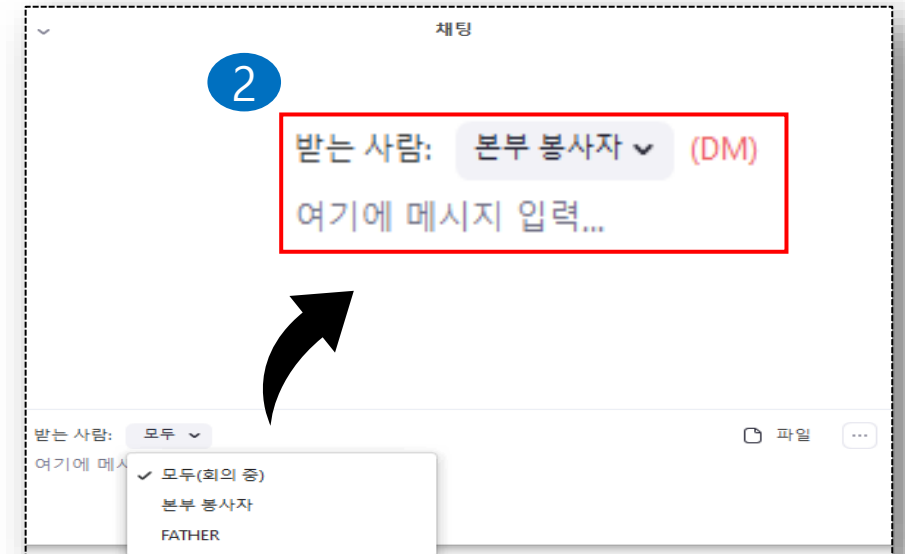 채팅
2
받는 사람: 본부 봉사자 (DM)
여기에 메시지 입력...
받는 사람: 모두
파일 ...
여기에 메시
모두(회의 중)
본부 봉사자
FATHER